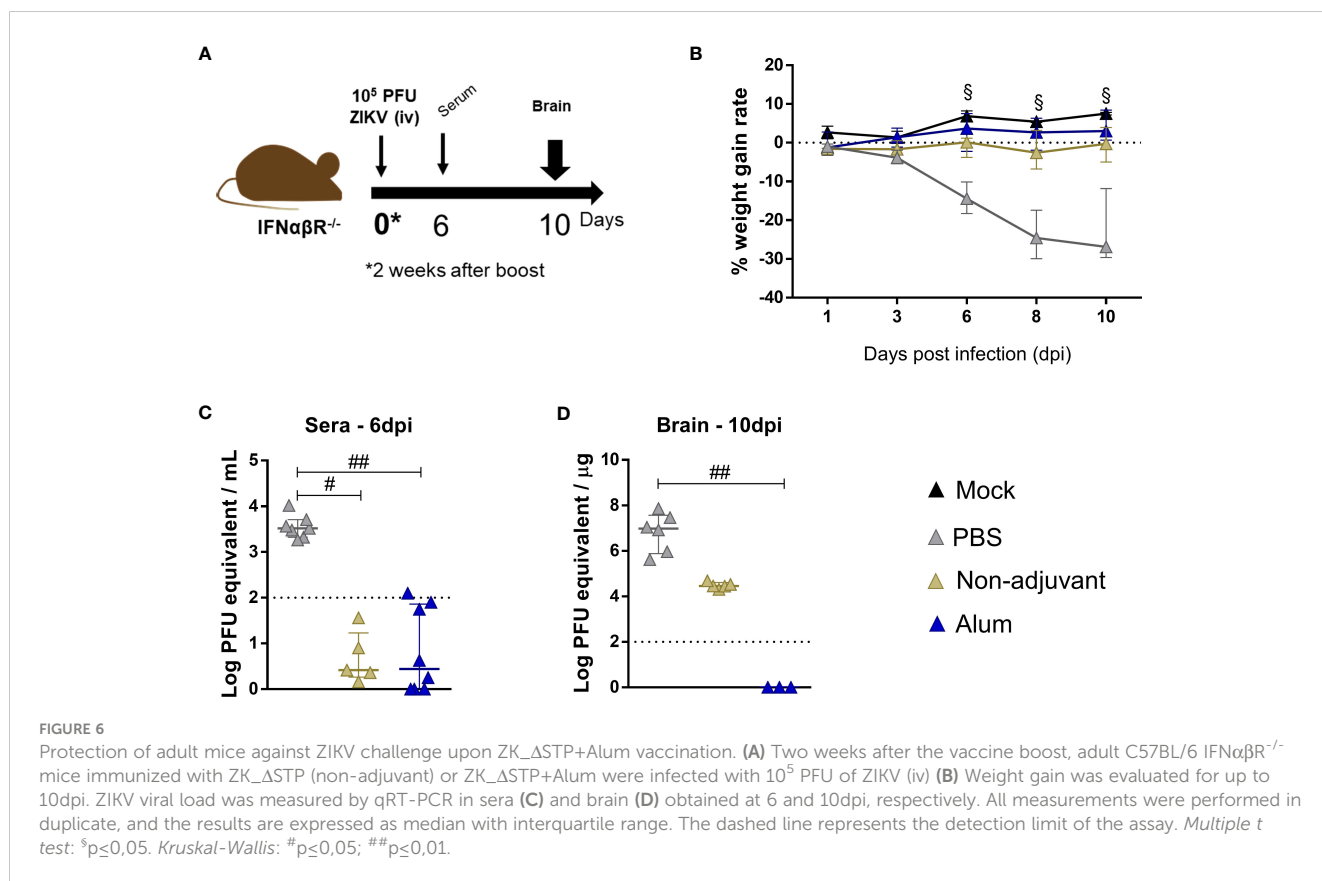 A
10⁵ PFU
ZIKV (iv)
Serum
Brain
IFNαβR⁻/⁻
0*
6
10
Days
*2 weeks after boost
B
% weight gain rate
20
10
0
-10
-20
-30
-40
§
§
§
1
3
6
8
10
Days post infection (dpi)
C
Sera - 6dpi
Log PFU equivalent / mL
5
4
3
2
1
0
##
#
D
Brain - 10dpi
Log PFU equivalent / µg
10
8
6
4
2
0
##
Mock
PBS
Non-adjuvant
Alum
FIGURE 6
Protection of adult mice against ZIKV challenge upon ZK_ΔSTP+Alum vaccination. (A) Two weeks after the vaccine boost, adult C57BL/6 IFNαβR⁻/⁻
mice immunized with ZK_ΔSTP (non-adjuvant) or ZK_ΔSTP+Alum were infected with 10⁵ PFU of ZIKV (iv) (B) Weight gain was evaluated for up to
10dpi. ZIKV viral load was measured by qRT-PCR in sera (C) and brain (D) obtained at 6 and 10dpi, respectively. All measurements were performed in
duplicate, and the results are expressed as median with interquartile range. The dashed line represents the detection limit of the assay. Multiple t
test: §p≤0,05. Kruskal-Wallis: #p≤0,05; ##p≤0,01.